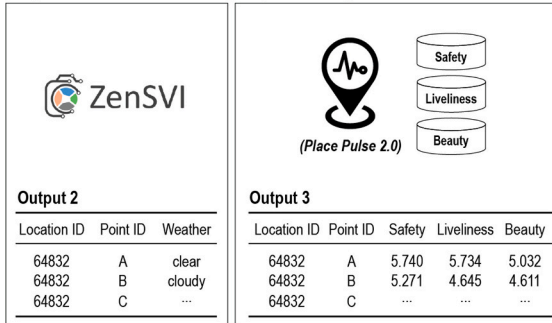 ZenSVI
Output 2
Location ID Point ID Weather
64832 A clear
64832 B cloudy
64832 C ...
Safety
Liveliness
Beauty
(Place Pulse 2.0)
Output 3
Location ID Point ID Safety Liveliness Beauty
64832 A 5.740 5.734 5.032
64832 B 5.271 4.645 4.611
64832 C ... ... ...